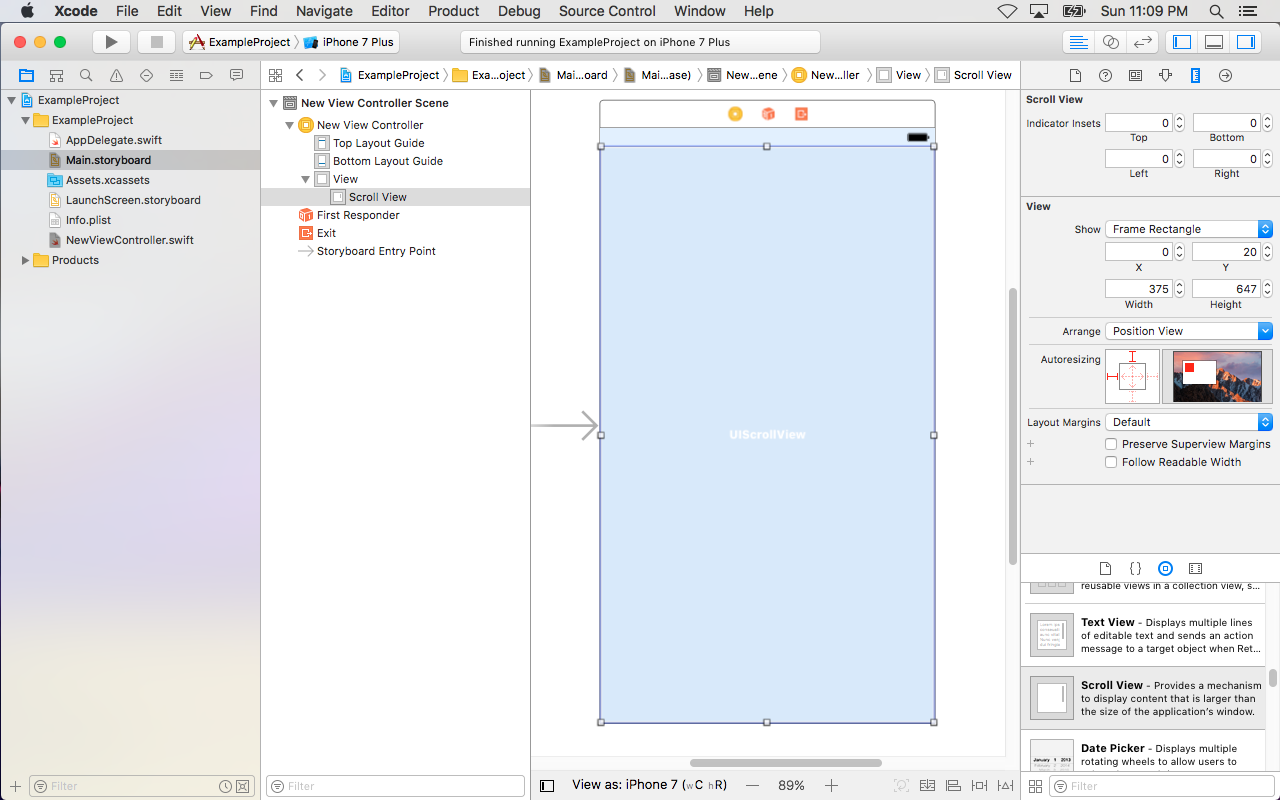 Xcode File Edit View Find Navigate Editor Product Debug Source Control Window Help Sun 11:09 PM
ExampleProject iPhone 7 Plus Finished running ExampleProject on iPhone 7 Plus
ExampleProject Exa...oject Mai...oard Mai...ase) New...ene New...ller View Scroll View
ExampleProject
ExampleProject
AppDelegate.swift
Main.storyboard
Assets.xcassets
LaunchScreen.storyboard
Info.plist
NewViewController.swift
Products
Filter
New View Controller Scene
New View Controller
Top Layout Guide
Bottom Layout Guide
View
Scroll View
First Responder
Exit
Storyboard Entry Point
Filter
UIScrollView
View as: iPhone 7 (wC hR) — 89% +
Scroll View
Indicator Insets 0 0
Top Bottom
0 0
Left Right
View
Show Frame Rectangle
0 20
X Y
375 647
Width Height
Arrange Position View
Autoresizing
Layout Margins Default
+ Preserve Superview Margins
+ Follow Readable Width
reusable views in a collection view, s...
Text View - Displays multiple lines
of editable text and sends an action
message to a target object when Ret...
Scroll View - Provides a mechanism
to display content that is larger than
the size of the application's window.
Date Picker - Displays multiple
rotating wheels to allow users to
Filter